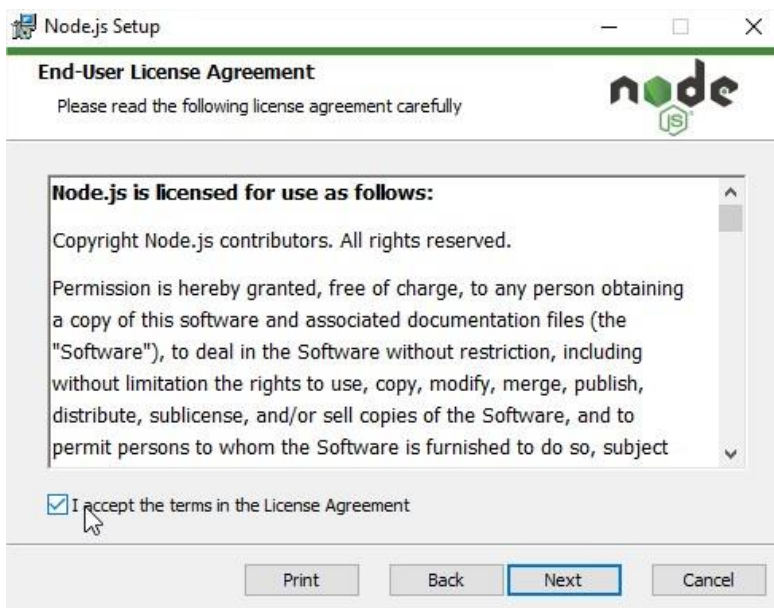 Node.js Setup
End-User License Agreement
Please read the following license agreement carefully
node
JS
Node.js is licensed for use as follows:
Copyright Node.js contributors. All rights reserved.
Permission is hereby granted, free of charge, to any person obtaining
a copy of this software and associated documentation files (the
"Software"), to deal in the Software without restriction, including
without limitation the rights to use, copy, modify, merge, publish,
distribute, sublicense, and/or sell copies of the Software, and to
permit persons to whom the Software is furnished to do so, subject
I accept the terms in the License Agreement
Print Back Next Cancel